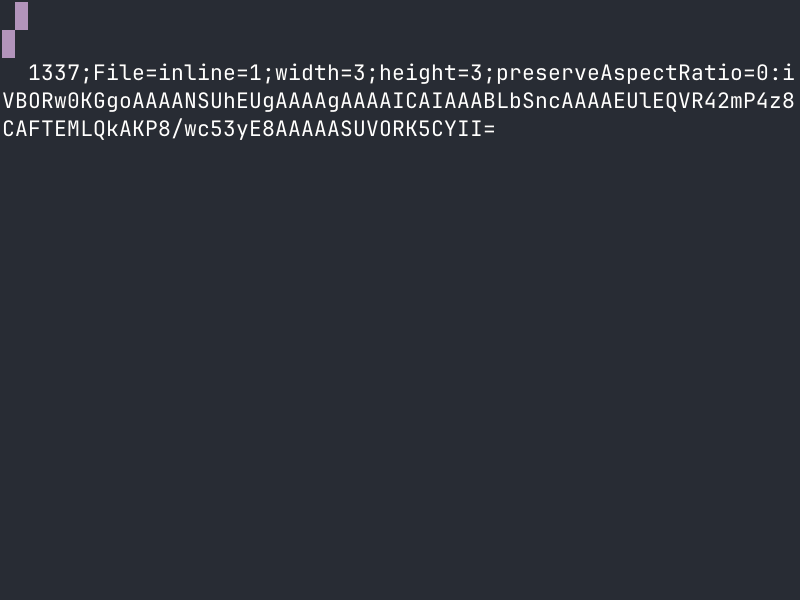 1337;File=inline=1;width=3;height=3;preserveAspectRatio=0:i
VBORw0KGgoAAAANSUhEUgAAAAgAAAAICAIAAABLbSncAAAAEUlEQVR42mP4z8
CAFTEMLQkAKP8/wc53yE8AAAAASUVORK5CYII=